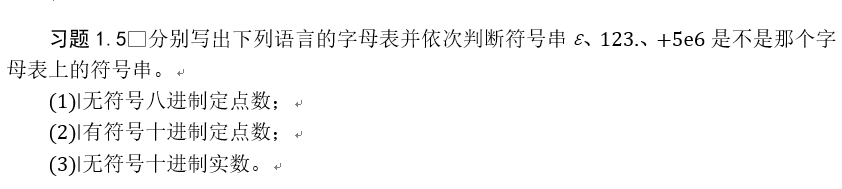 习题 1.5□分别写出下列语言的字母表并依次判断符号串 ε、123.、+5e6 是不是那个字
母表上的符号串。
(1)|无符号八进制定点数；
(2)|有符号十进制定点数；
(3)|无符号十进制实数。